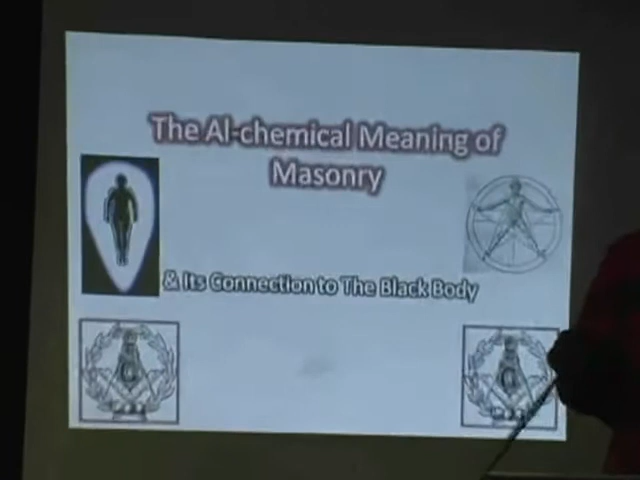 The Al-chemical Meaning of
Masonry
& Its Connection to The Black Body
G
G